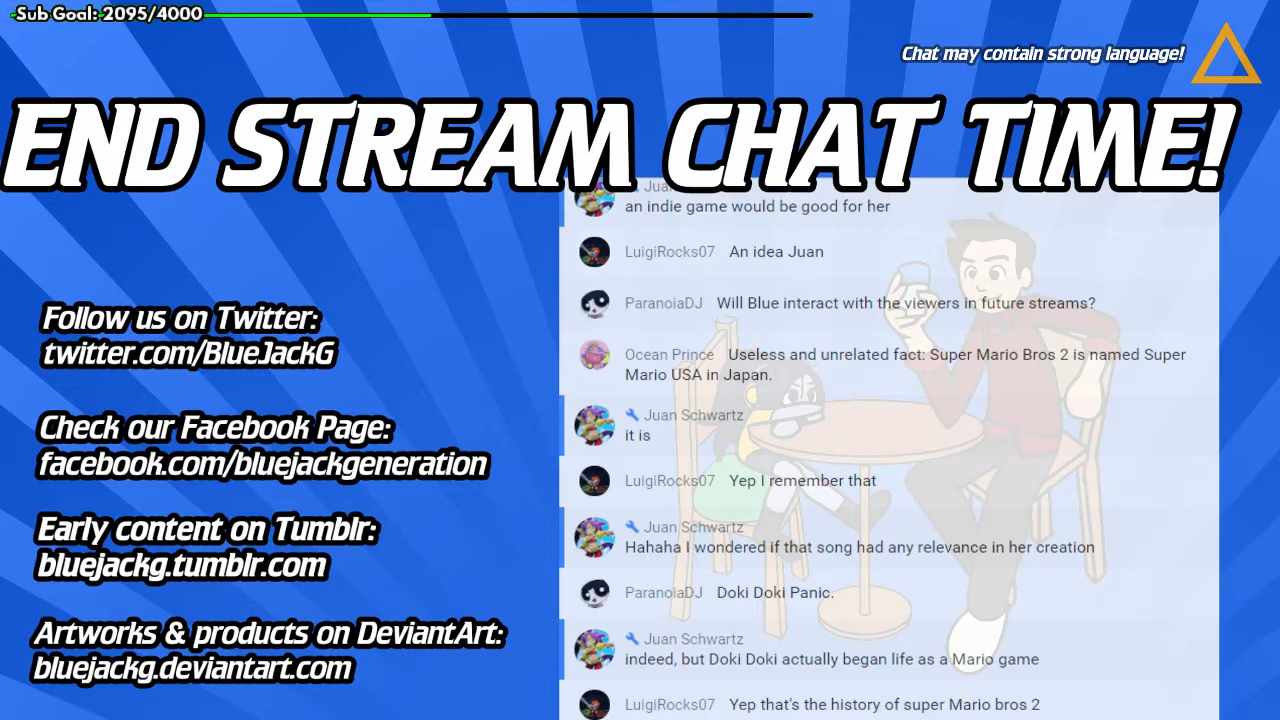 Sub Goal: 2095/4000
Chat may contain strong language!
END STREAM CHAT TIME!
Follow us on Twitter:
twitter.com/BlueJackG
Check our Facebook Page:
facebook.com/bluejackgeneration
Early content on Tumblr:
bluejackg.tumblr.com
Artworks & products on DeviantArt:
bluejackg.deviantart.com
Juan
an indie game would be good for her
LuigiRocks07 An idea Juan
ParanoiaDJ Will Blue interact with the viewers in future streams?
Ocean Prince Useless and unrelated fact: Super Mario Bros 2 is named Super
Mario USA in Japan.
Juan Schwartz
it is
LuigiRocks07 Yep I remember that
Juan Schwartz
Hahaha I wondered if that song had any relevance in her creation
ParanoiaDJ Doki Doki Panic.
Juan Schwartz
indeed, but Doki Doki actually began life as a Mario game
LuigiRocks07 Yep that's the history of super Mario bros 2